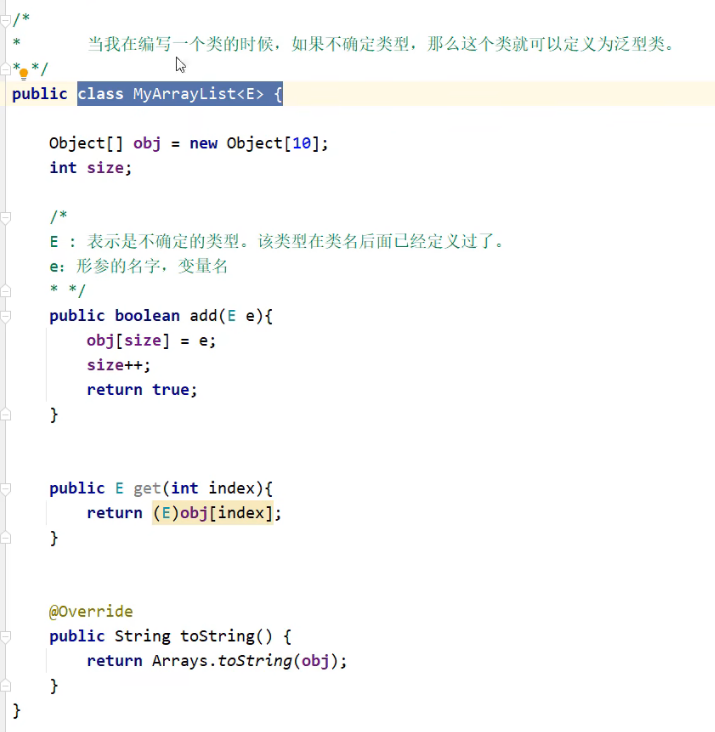 /*
*       当我在编写一个类的时候，如果不确定类型，那么这个类就可以定义为泛型类。
* */
public class MyArrayList<E> {
    Object[] obj = new Object[10];
    int size;
    /*
    E : 表示是不确定的类型。该类型在类名后面已经定义过了。
    e: 形参的名字，变量名
    * */
    public boolean add(E e){
        obj[size] = e;
        size++;
        return true;
    }
    public E get(int index){
        return (E)obj[index];
    }
    @Override
    public String toString() {
        return Arrays.toString(obj);
    }
}